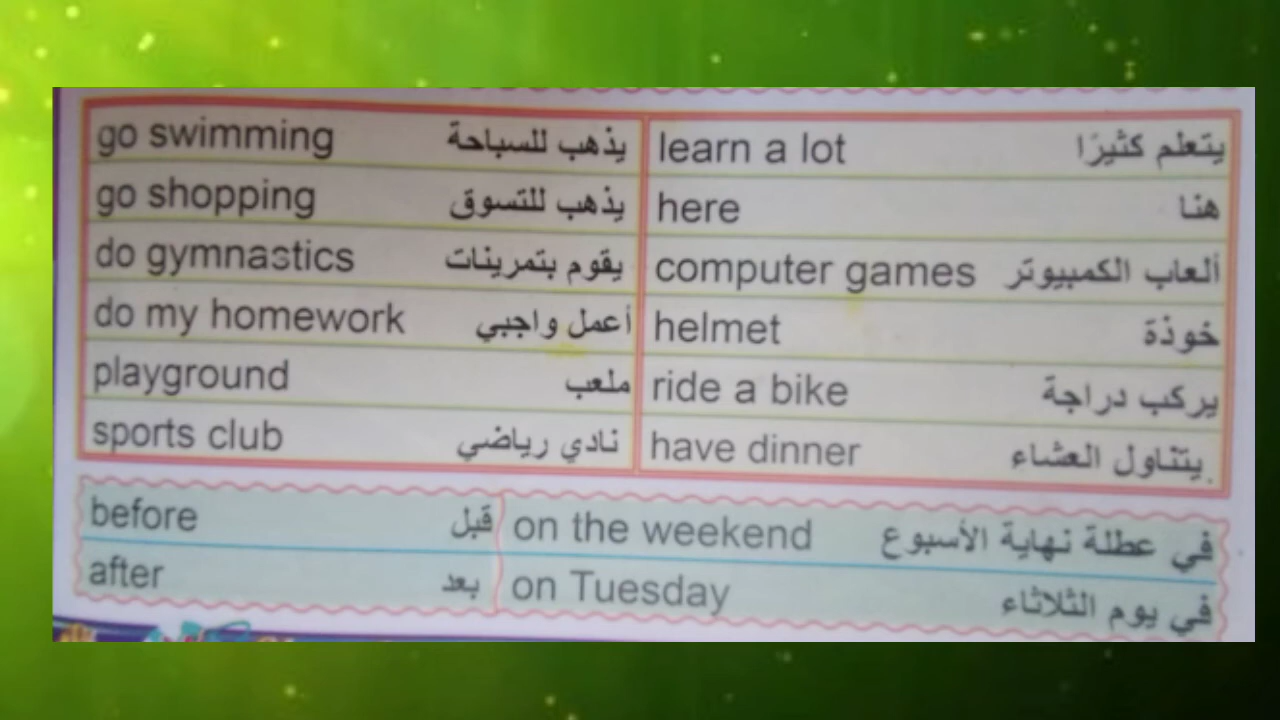 go swimming يذهب للسباحة
learn a lot يتعلم كثيرًا
go shopping يذهب للتسوق
here هنا
do gymnastics يقوم بتمرينات
computer games ألعاب الكمبيوتر
do my homework أعمل واجبي
helmet خوذة
playground ملعب
ride a bike يركب دراجة
sports club نادي رياضي
have dinner يتناول العشاء
before قبل
on the weekend في عطلة نهاية الأسبوع
after بعد
on Tuesday في يوم الثلاثاء